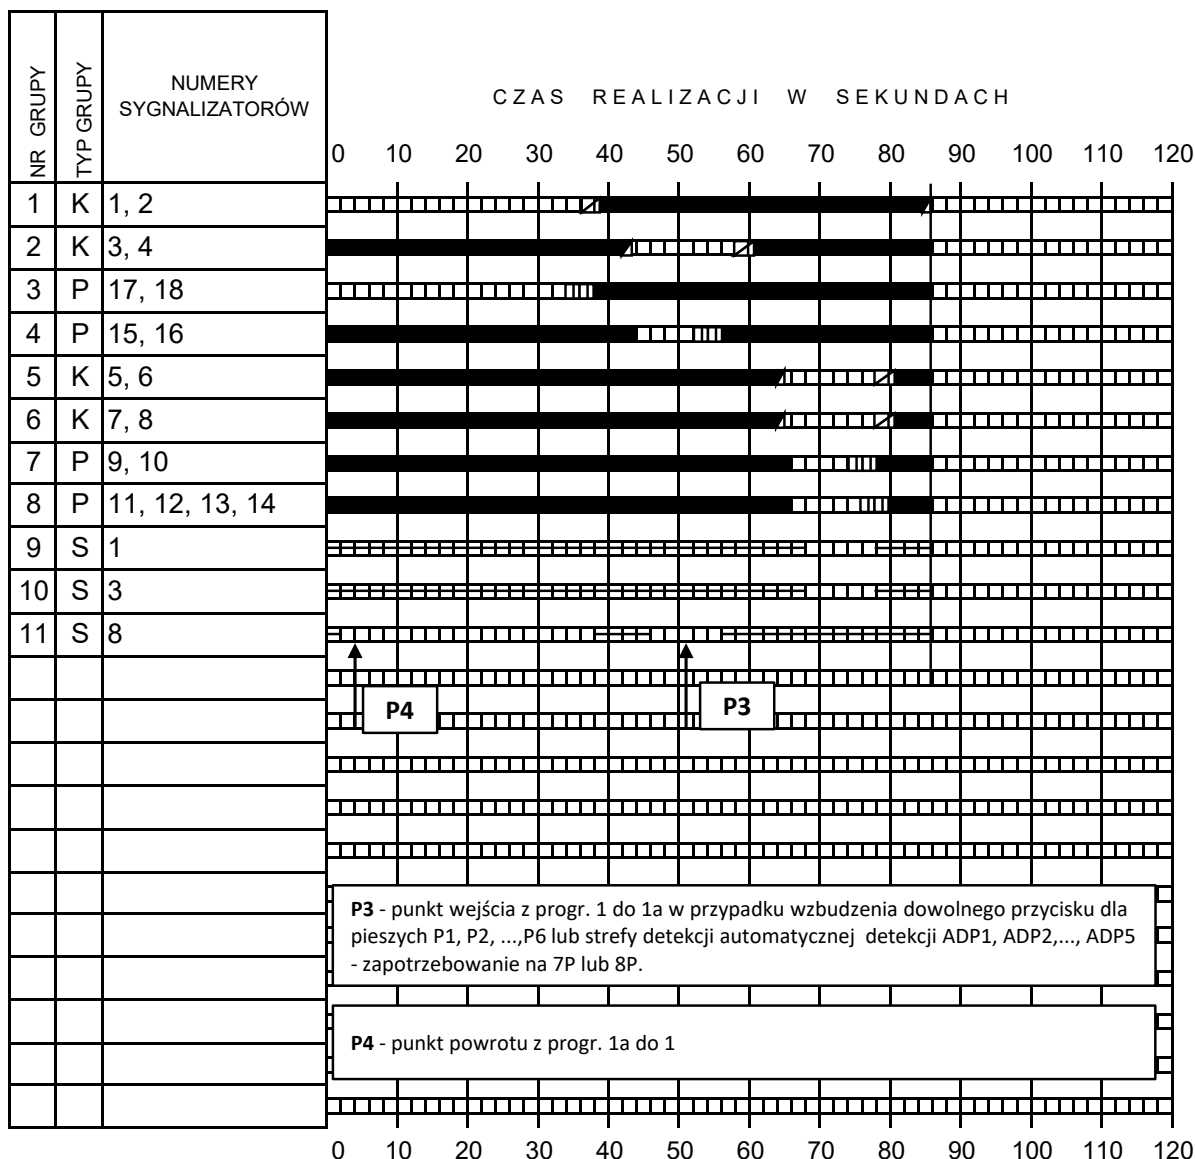 NR GRUPY
TYP GRUPY
NUMERY
SYGNALIZATORÓW
CZAS REALIZACJI W SEKUNDACH
0 10 20 30 40 50 60 70 80 90 100 110 120
1 K 1, 2
2 K 3, 4
3 P 17, 18
4 P 15, 16
5 K 5, 6
6 K 7, 8
7 P 9, 10
8 P 11, 12, 13, 14
9 S 1
10 S 3
11 S 8
P4 P3
P3 - punkt wejścia z progr. 1 do 1a w przypadku wzbudzenia dowolnego przycisku dla
pieszych P1, P2, ...,P6 lub strefy detekcji automatycznej detekcji ADP1, ADP2,..., ADP5
- zapotrzebowanie na 7P lub 8P.
P4 - punkt powrotu z progr. 1a do 1
0 10 20 30 40 50 60 70 80 90 100 110 120